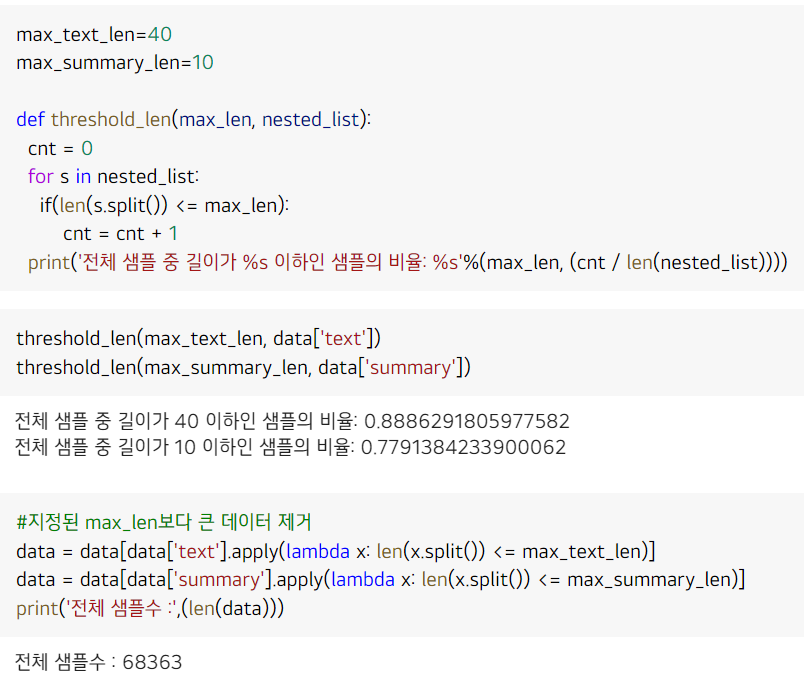 max_text_len=40
max_summary_len=10
def threshold_len(max_len, nested_list):
cnt = 0
for s in nested_list:
if(len(s.split()) <= max_len):
cnt = cnt + 1
print('전체 샘플 중 길이가 %s 이하인 샘플의 비율: %s'%(max_len, (cnt / len(nested_list))))
threshold_len(max_text_len, data['text'])
threshold_len(max_summary_len, data['summary'])
전체 샘플 중 길이가 40 이하인 샘플의 비율: 0.8886291805977582
전체 샘플 중 길이가 10 이하인 샘플의 비율: 0.7791384233900062
#지정된 max_len보다 큰 데이터 제거
data = data[data['text'].apply(lambda x: len(x.split()) <= max_text_len)]
data = data[data['summary'].apply(lambda x: len(x.split()) <= max_summary_len)]
print('전체 샘플수 :',(len(data)))
전체 샘플수 : 68363